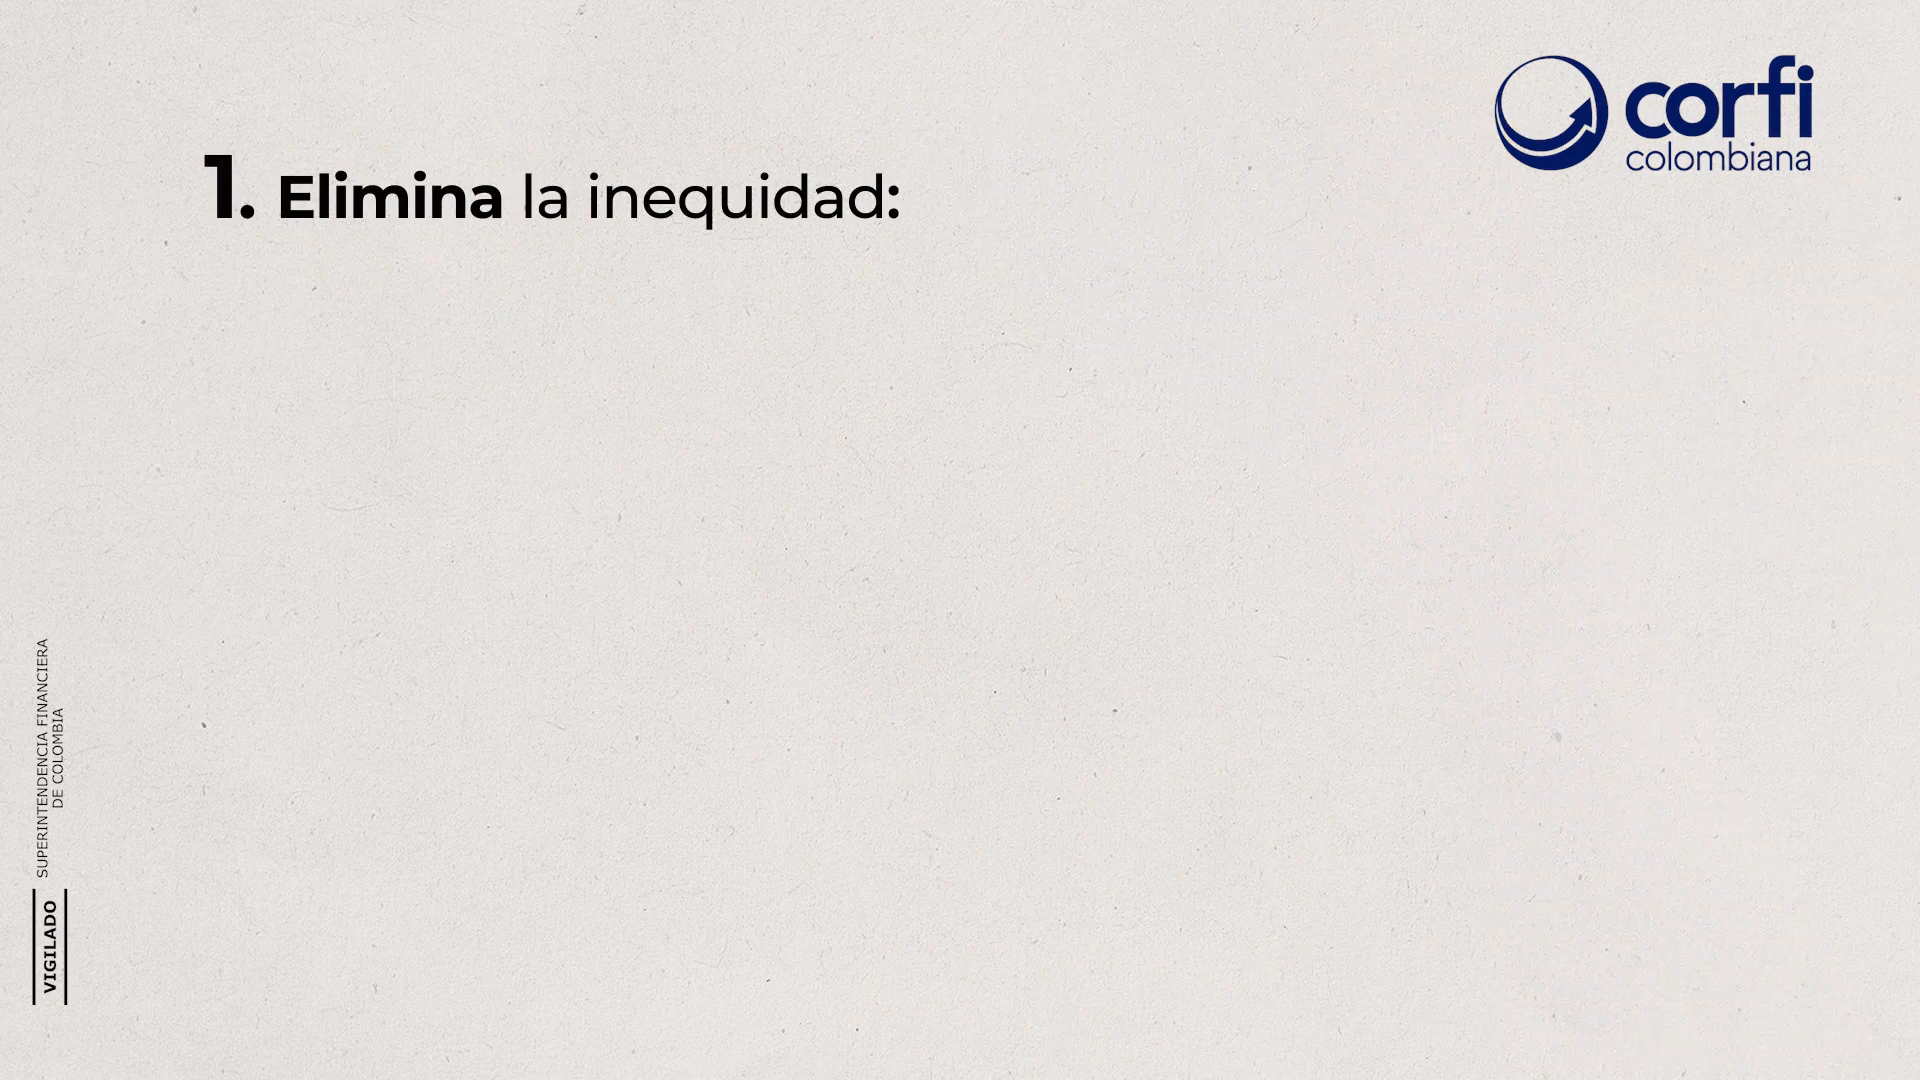 corfi
colombiana
1. Elimina la inequidad:
SUPERINTENDENCIA FINANCIERA
DE COLOMBIA
VIGILADO